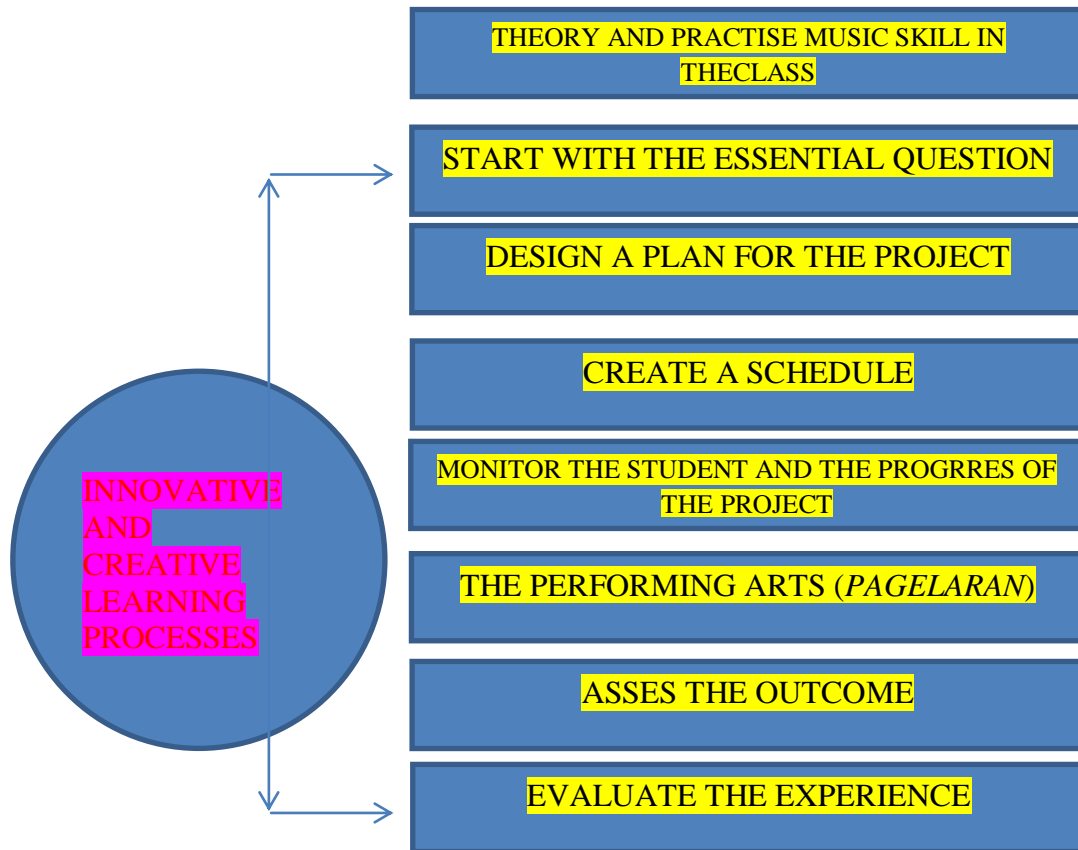 THEORY AND PRACTISE MUSIC SKILL IN
THECLASS
START WITH THE ESSENTIAL QUESTION
DESIGN A PLAN FOR THE PROJECT
CREATE A SCHEDULE
MONITOR THE STUDENT AND THE PROGRRES OF
THE PROJECT
THE PERFORMING ARTS (PAGELARAN)
ASSES THE OUTCOME
EVALUATE THE EXPERIENCE
INNOVATIVE
AND
CREATIVE
LEARNING
PROCESSES